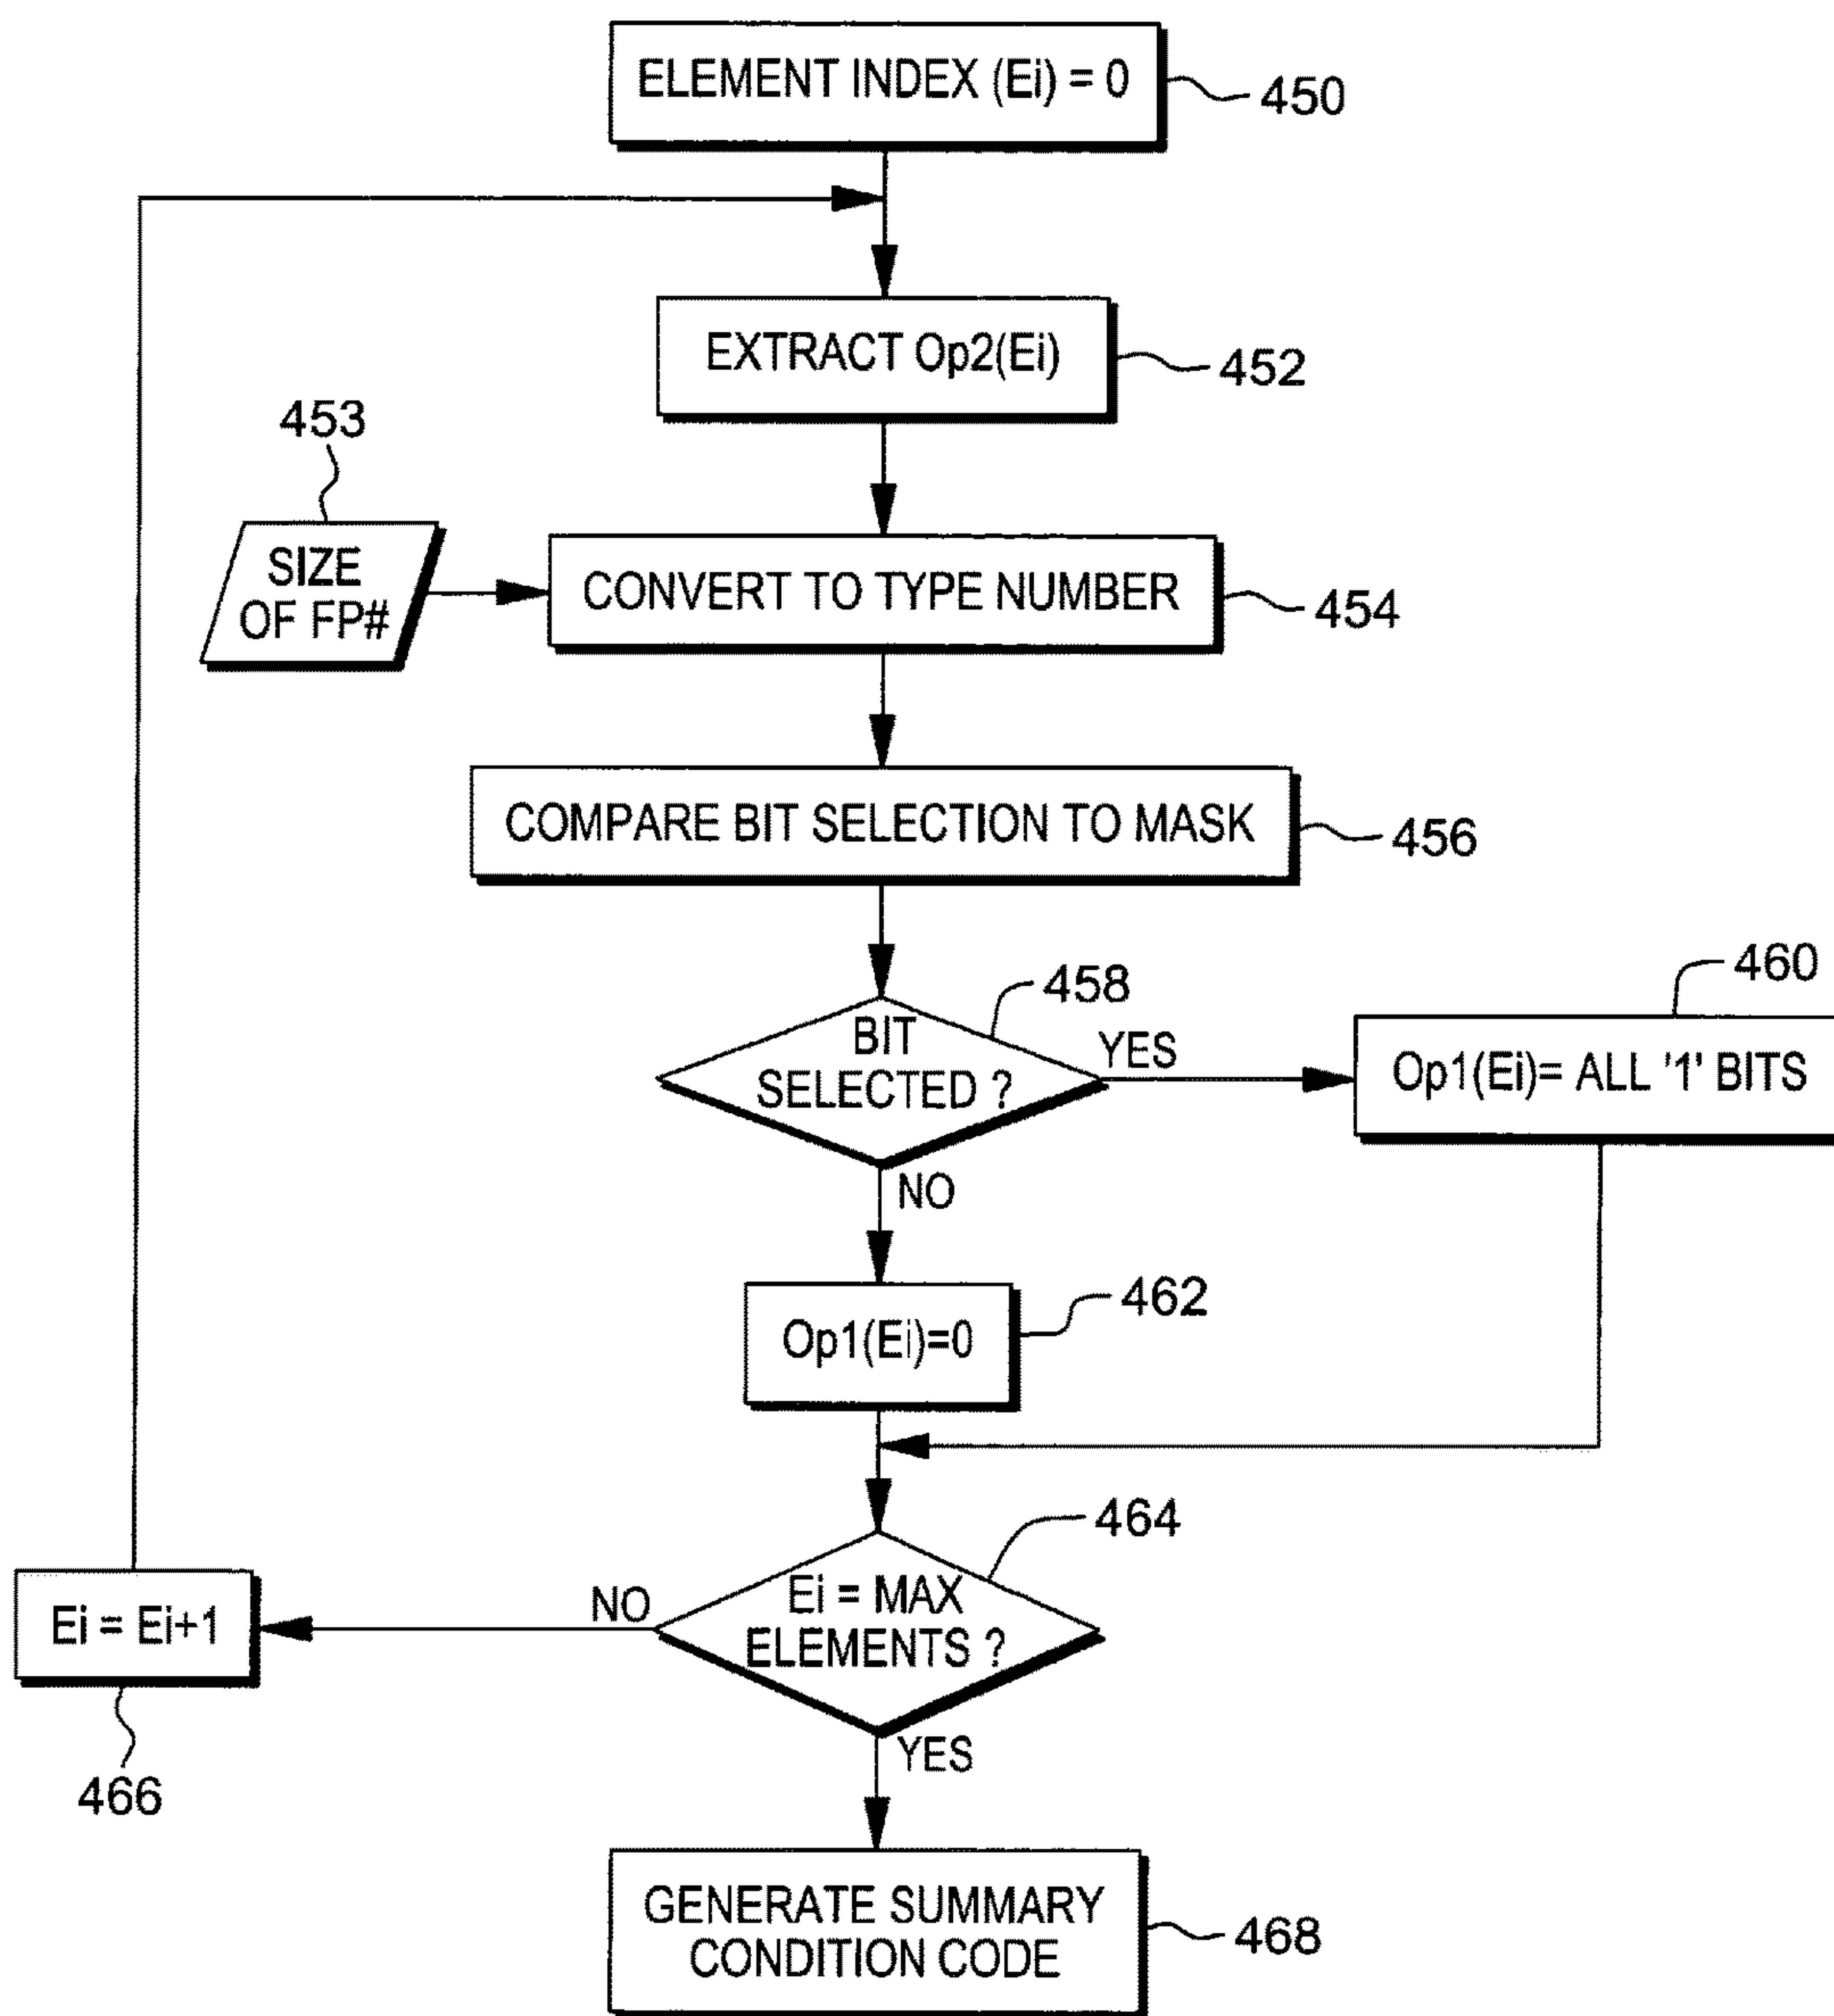 ELEMENT INDEX (Ei) = 0
450
EXTRACT Op2(Ei)
452
453
SIZE
OF FP#
CONVERT TO TYPE NUMBER
454
COMPARE BIT SELECTION TO MASK
456
458
460
BIT
SELECTED ?
YES
Op1(Ei)= ALL '1' BITS
NO
462
Op1(Ei)=0
464
Ei = MAX
ELEMENTS ?
NO
Ei = Ei+1
YES
466
GENERATE SUMMARY
CONDITION CODE
468